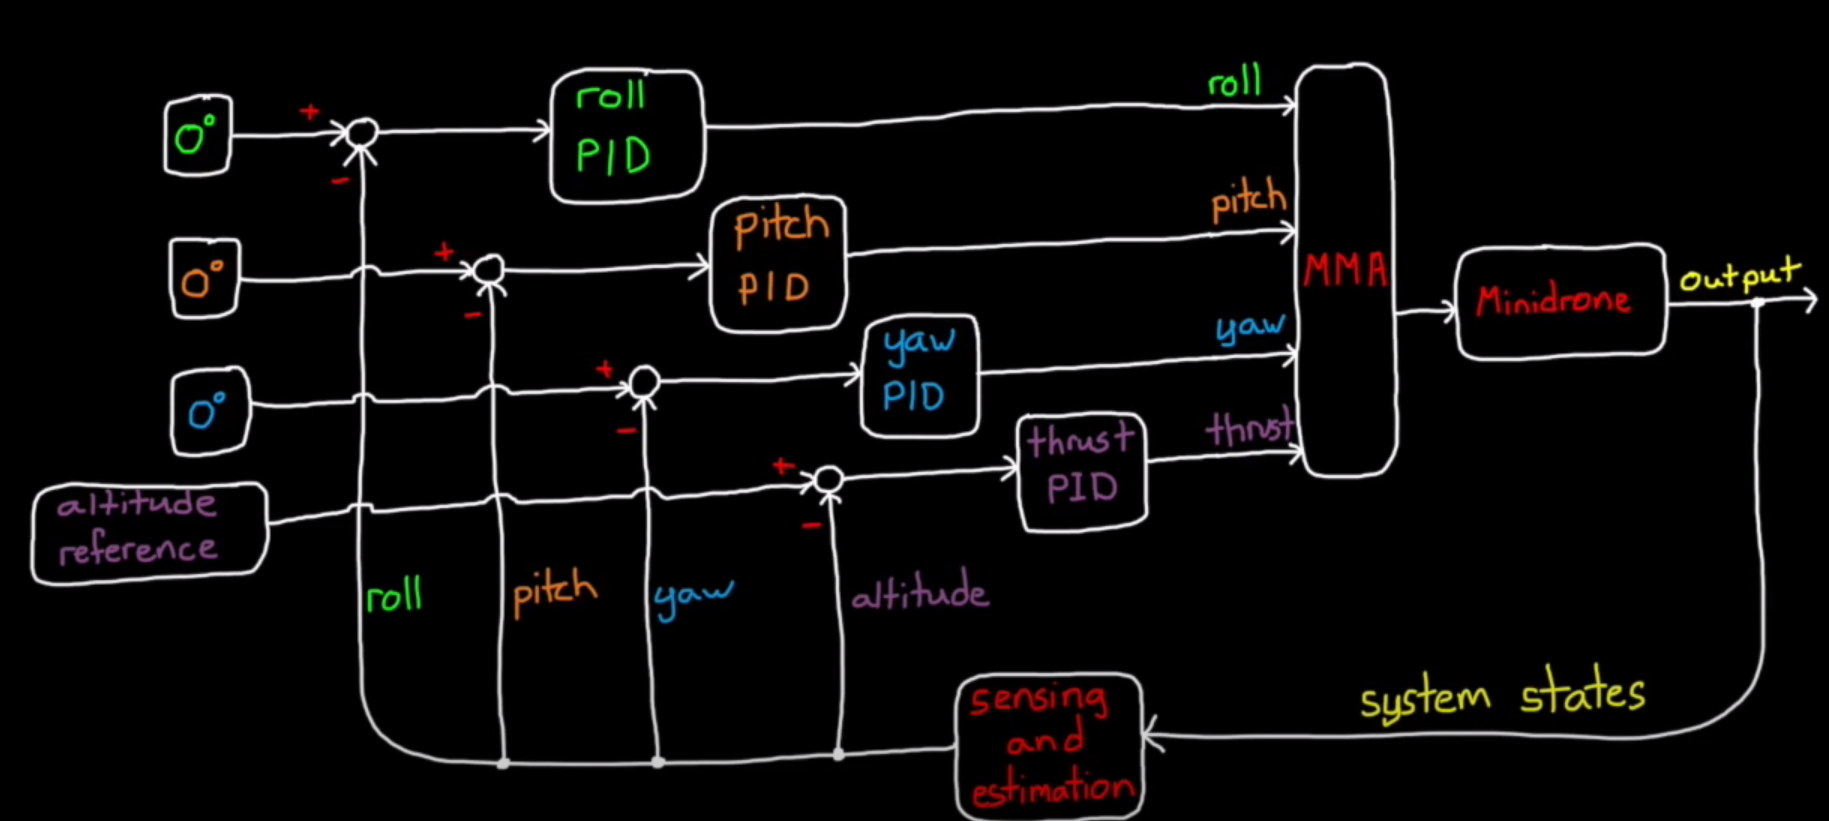 0°
+
-
roll
PID
roll
0°
+
-
pitch
PID
pitch
0°
+
-
yaw
PID
yaw
altitude
reference
+
-
thrust
PID
thrust
MMA
Minidrone
output
roll
pitch
yaw
altitude
sensing
and
estimation
system states